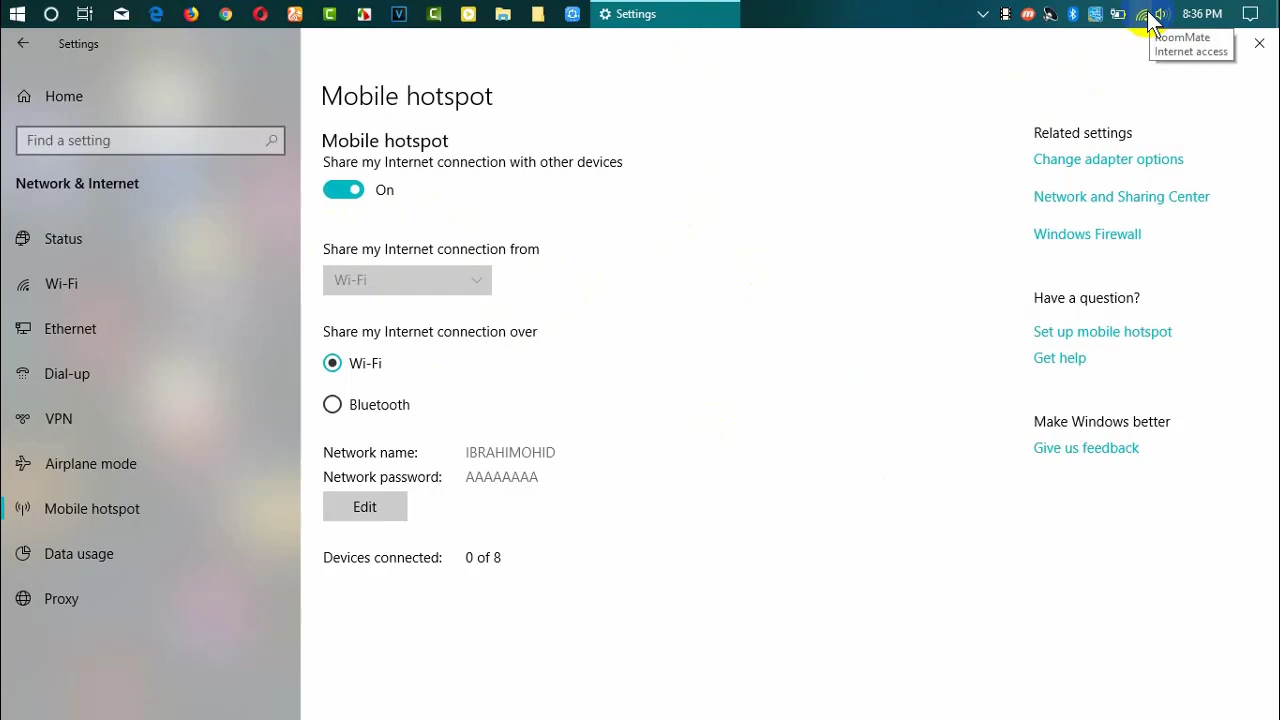 Settings
8:36 PM
RoomMate
Internet access
Settings
Home
Find a setting
Network & Internet
Status
Wi-Fi
Ethernet
Dial-up
VPN
Airplane mode
Mobile hotspot
Data usage
Proxy
Mobile hotspot
Mobile hotspot
Share my Internet connection with other devices
On
Share my Internet connection from
Wi-Fi
Share my Internet connection over
Wi-Fi
Bluetooth
Network name: IBRAHIMOHID
Network password: AAAAAAAA
Edit
Devices connected: 0 of 8
Related settings
Change adapter options
Network and Sharing Center
Windows Firewall
Have a question?
Set up mobile hotspot
Get help
Make Windows better
Give us feedback